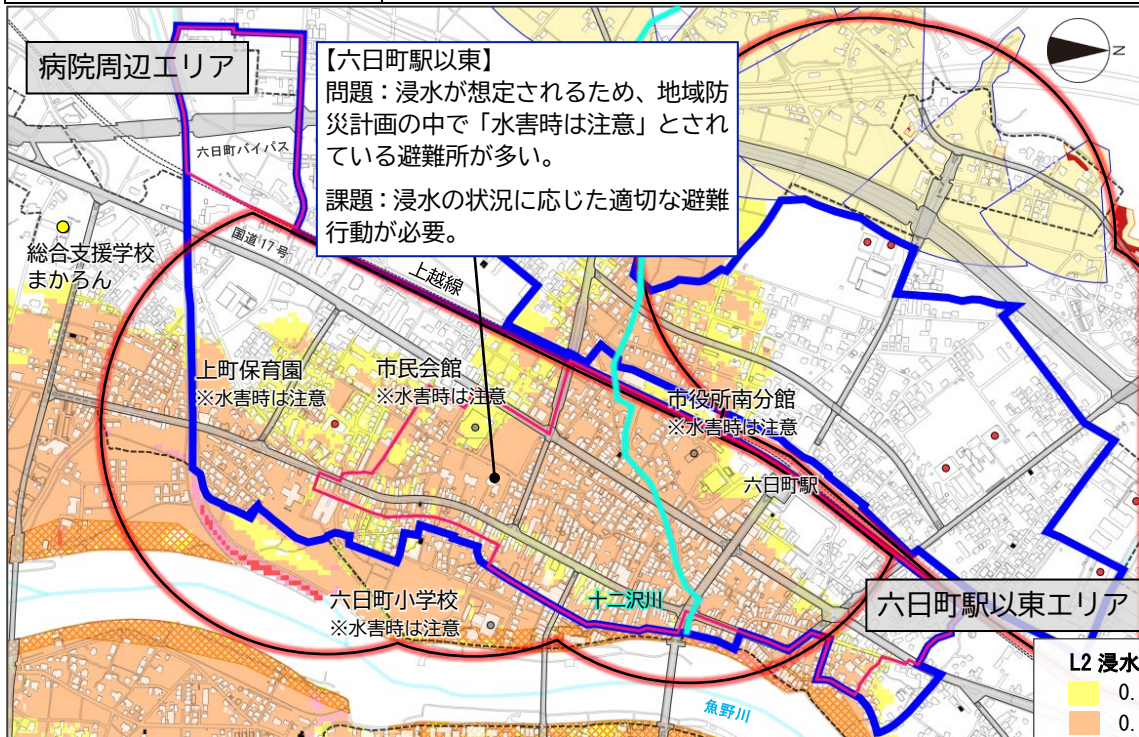 病院周辺エリア
【六日町駅以東】
問題：浸水が想定されるため、地域防
災計画の中で「水害時は注意」とされ
ている避難所が多い。
課題：浸水の状況に応じた適切な避難
行動が必要。
N
六日町バイパス
総合支援学校
まかろん
国道17号
上越線
上町保育園
※水害時は注意
市民会館
※水害時は注意
市役所南分館
※水害時は注意
六日町駅
六日町小学校
※水害時は注意
十二沢川
六日町駅以東エリア
魚野川
L2 浸水
0.
0.